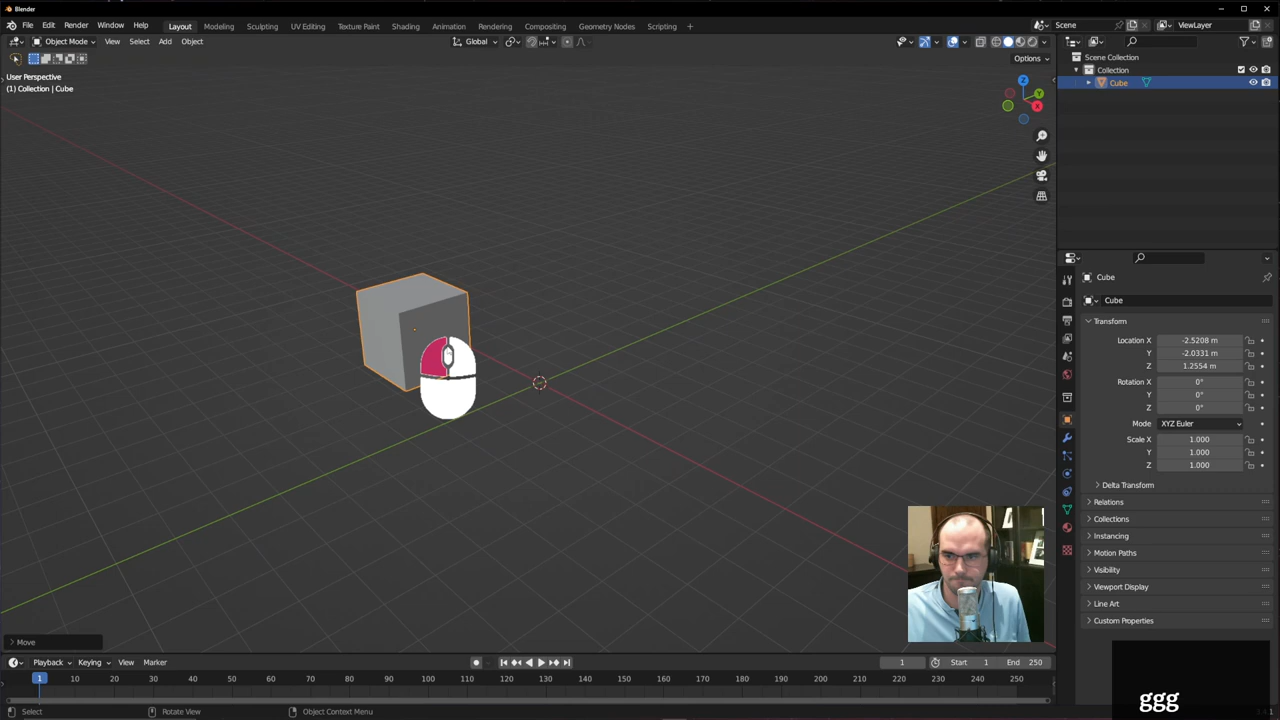 Blender
File Edit Render Window Help
Layout Modeling Sculpting UV Editing Texture Paint Shading Animation Rendering Compositing Geometry Nodes Scripting +
Scene
ViewLayer
Object Mode View Select Add Object
Global
Options
User Perspective
(1) Collection | Cube
Z
Y
X
Scene Collection
Collection
Cube
Cube
Cube
Transform
Location X -2.5208 m
Y -2.0331 m
Z 1.2554 m
Rotation X 0°
Y 0°
Z 0°
Mode XYZ Euler
Scale X 1.000
Y 1.000
Z 1.000
Delta Transform
Relations
Collections
Instancing
Motion Paths
Visibility
Viewport Display
Line Art
Custom Properties
Move
Playback Keying View Marker
1 Start 1 End 250
1 10 20 30 40 50 60 70 80 90 100 110 120 130 140 150 160 170 180 190 200 210 220 230 240 250
Select Rotate View Object Context Menu
ggg